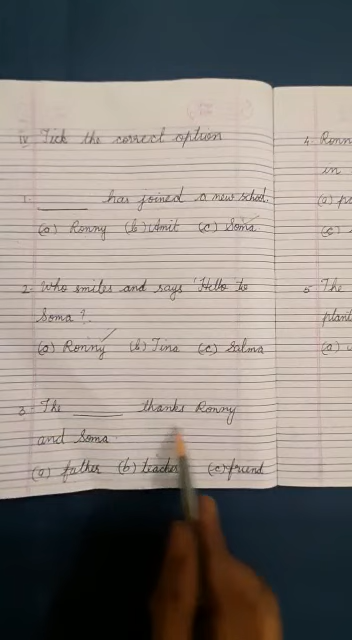 IV Tick the correct option
1- ______ has joined a new school.
(a) Ronny (b) Amit (c) Soma
2- Who smiles and says 'Hello to
Soma?
(a) Ronny (b) Tina (c) Salma
3- The ______ thanks Ronny
and Soma.
(a) father (b) teacher (c) friend
4. Ronn
in
(a) p
(c)
5 The
plant
(a)